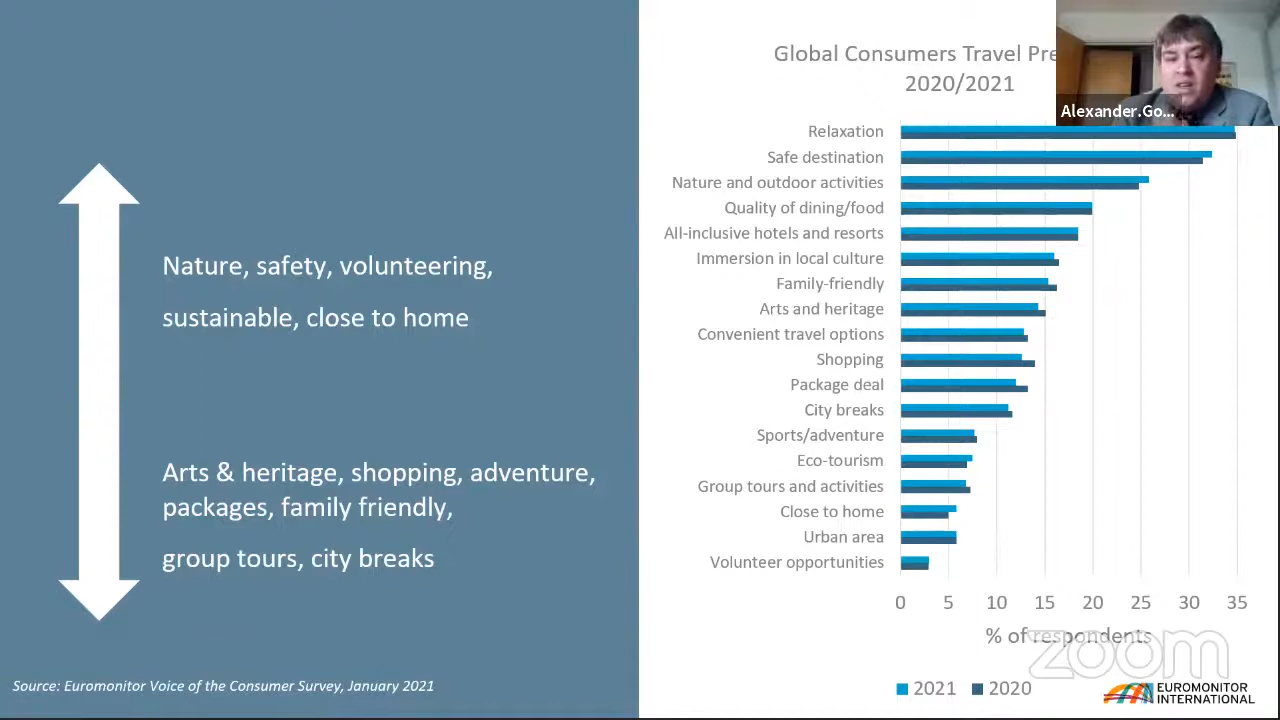 Nature, safety, volunteering,
sustainable, close to home
Arts & heritage, shopping, adventure,
packages, family friendly,
group tours, city breaks
Source: Euromonitor Voice of the Consumer Survey, January 2021
Global Consumers Travel Pre
2020/2021
Alexander.Go...
Relaxation
Safe destination
Nature and outdoor activities
Quality of dining/food
All-inclusive hotels and resorts
Immersion in local culture
Family-friendly
Arts and heritage
Convenient travel options
Shopping
Package deal
City breaks
Sports/adventure
Eco-tourism
Group tours and activities
Close to home
Urban area
Volunteer opportunities
0 5 10 15 20 25 30 35
% of respondents
zoom
2021 2020
EUROMONITOR
INTERNATIONAL